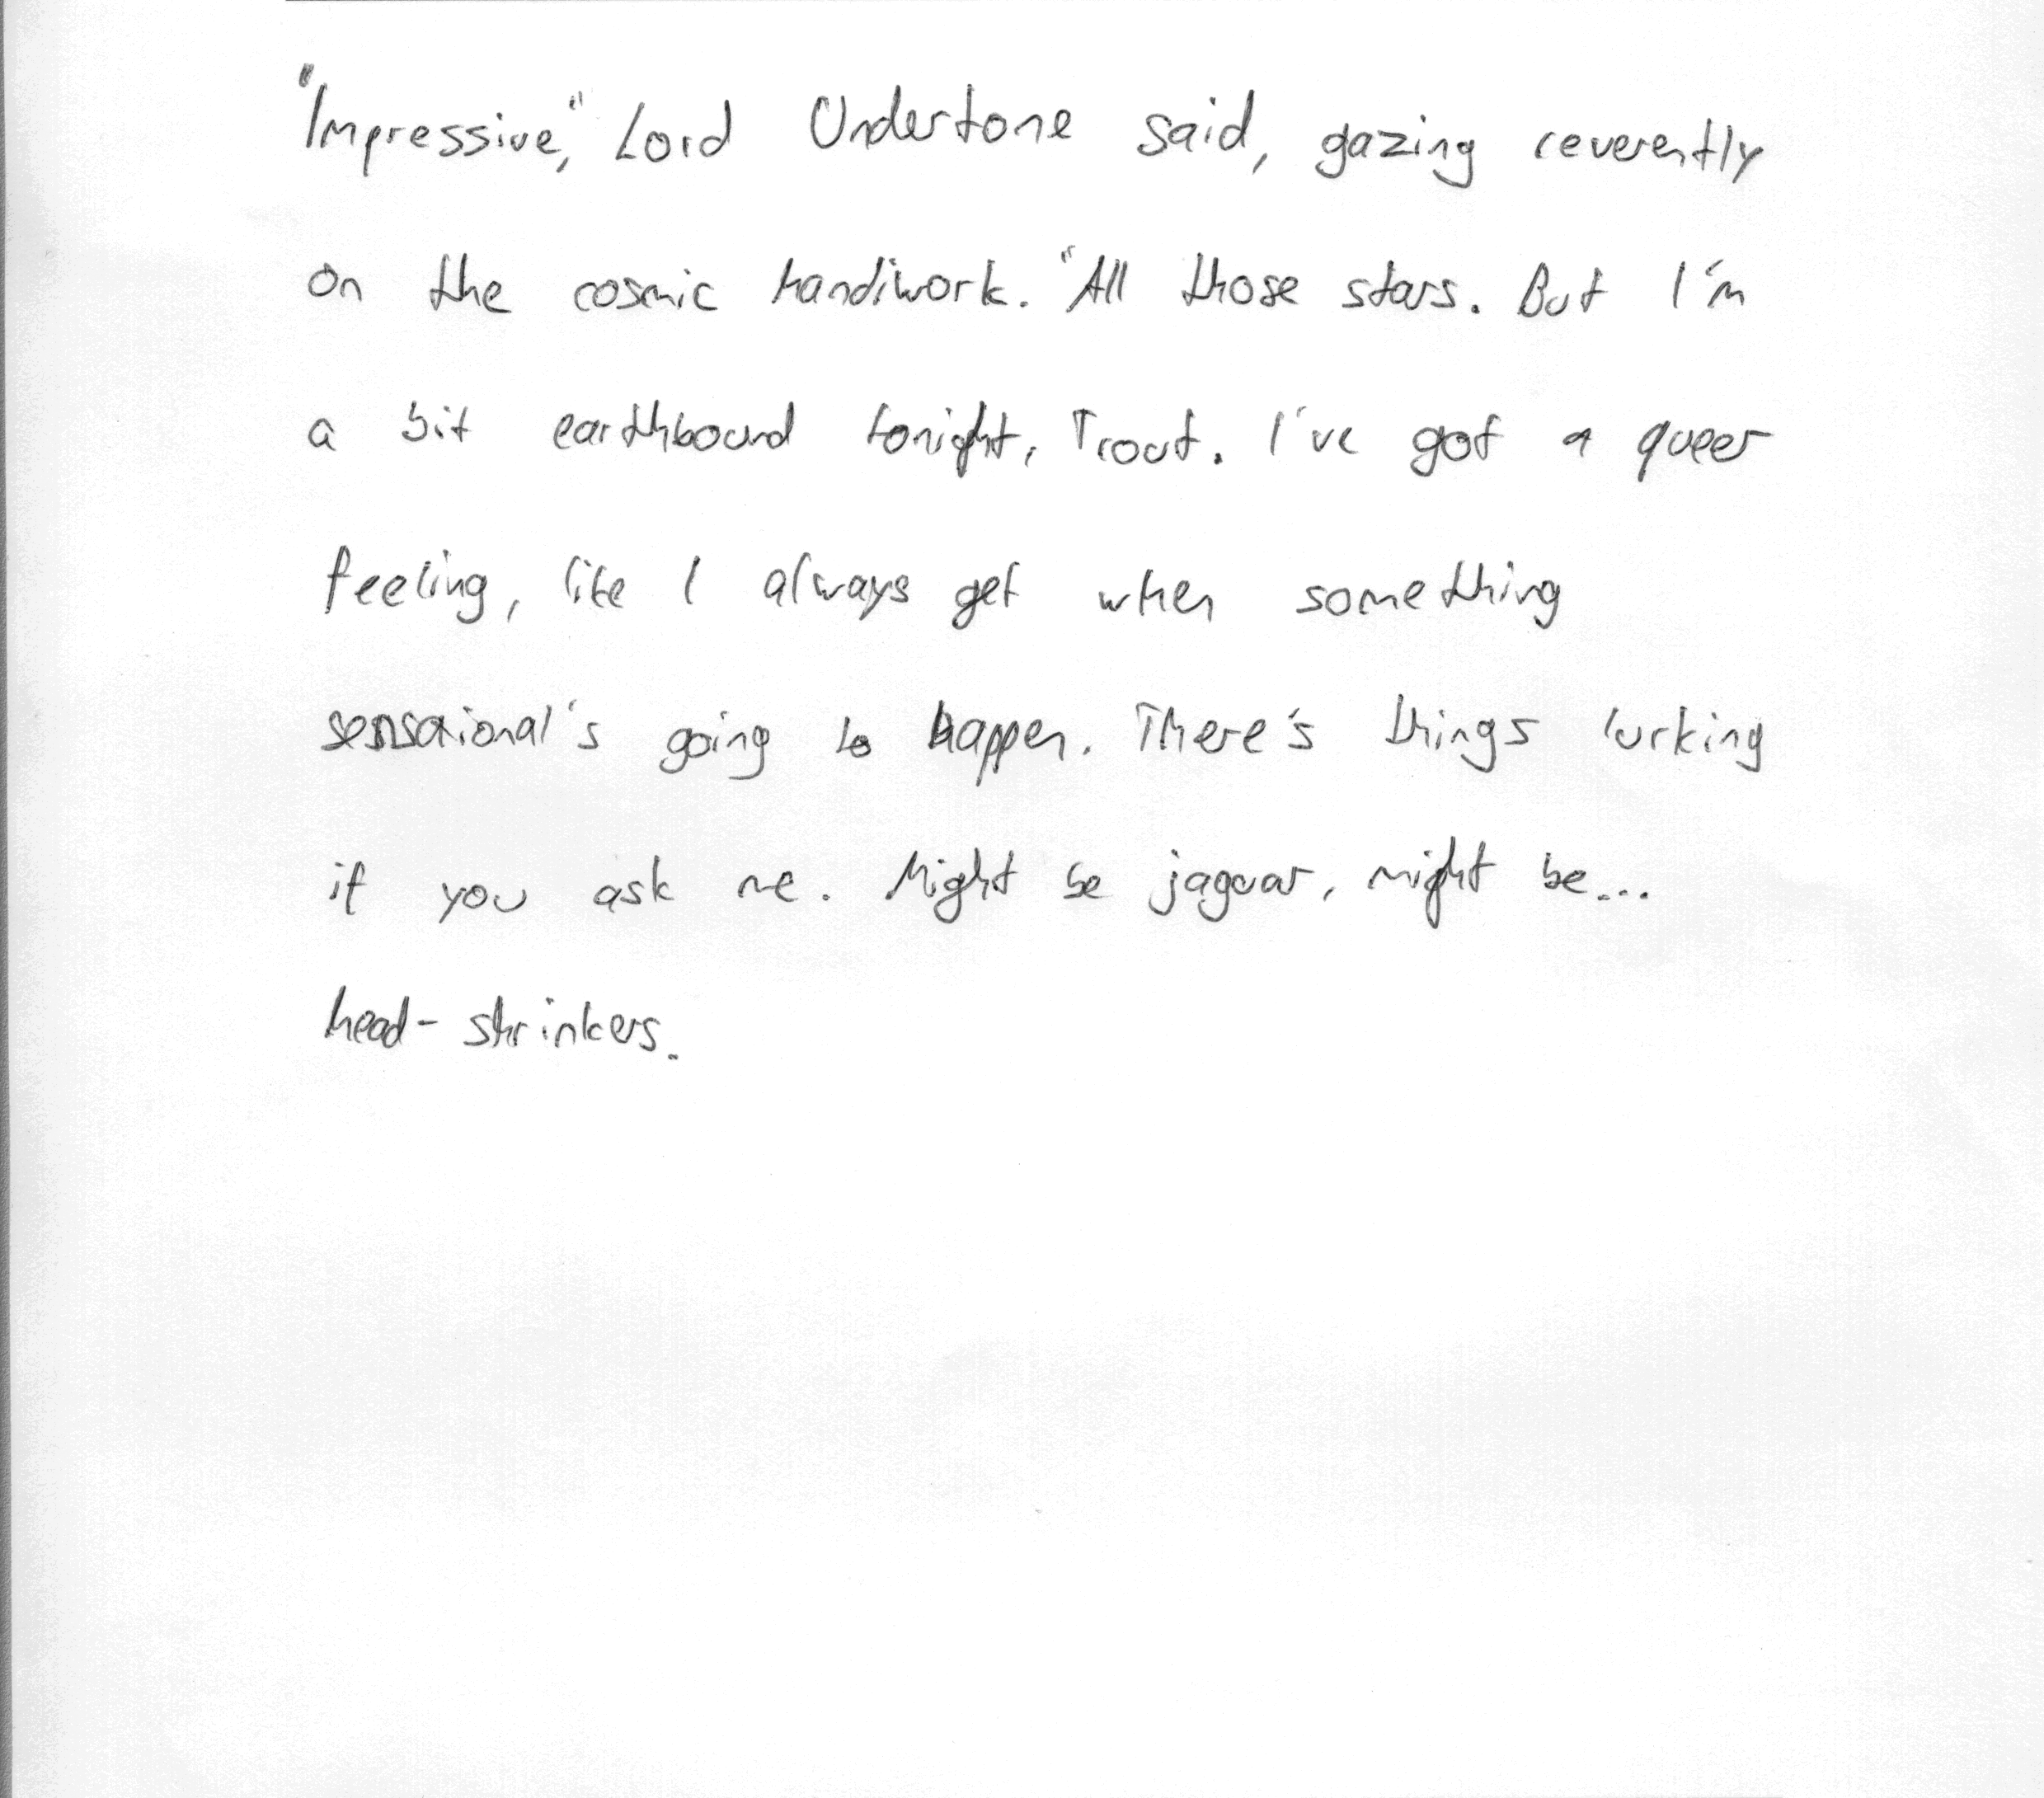 "Impressive," Lord Undertone said, gazing reverently
on the cosmic handiwork. "All those stars. But I'm
a bit earthbound tonight, Trout. I've got a queer
feeling, like I always get when something
sensaional's going to happen. There's things lurking
if you ask me. Might be jaguar, might be...
head-shrinkers.